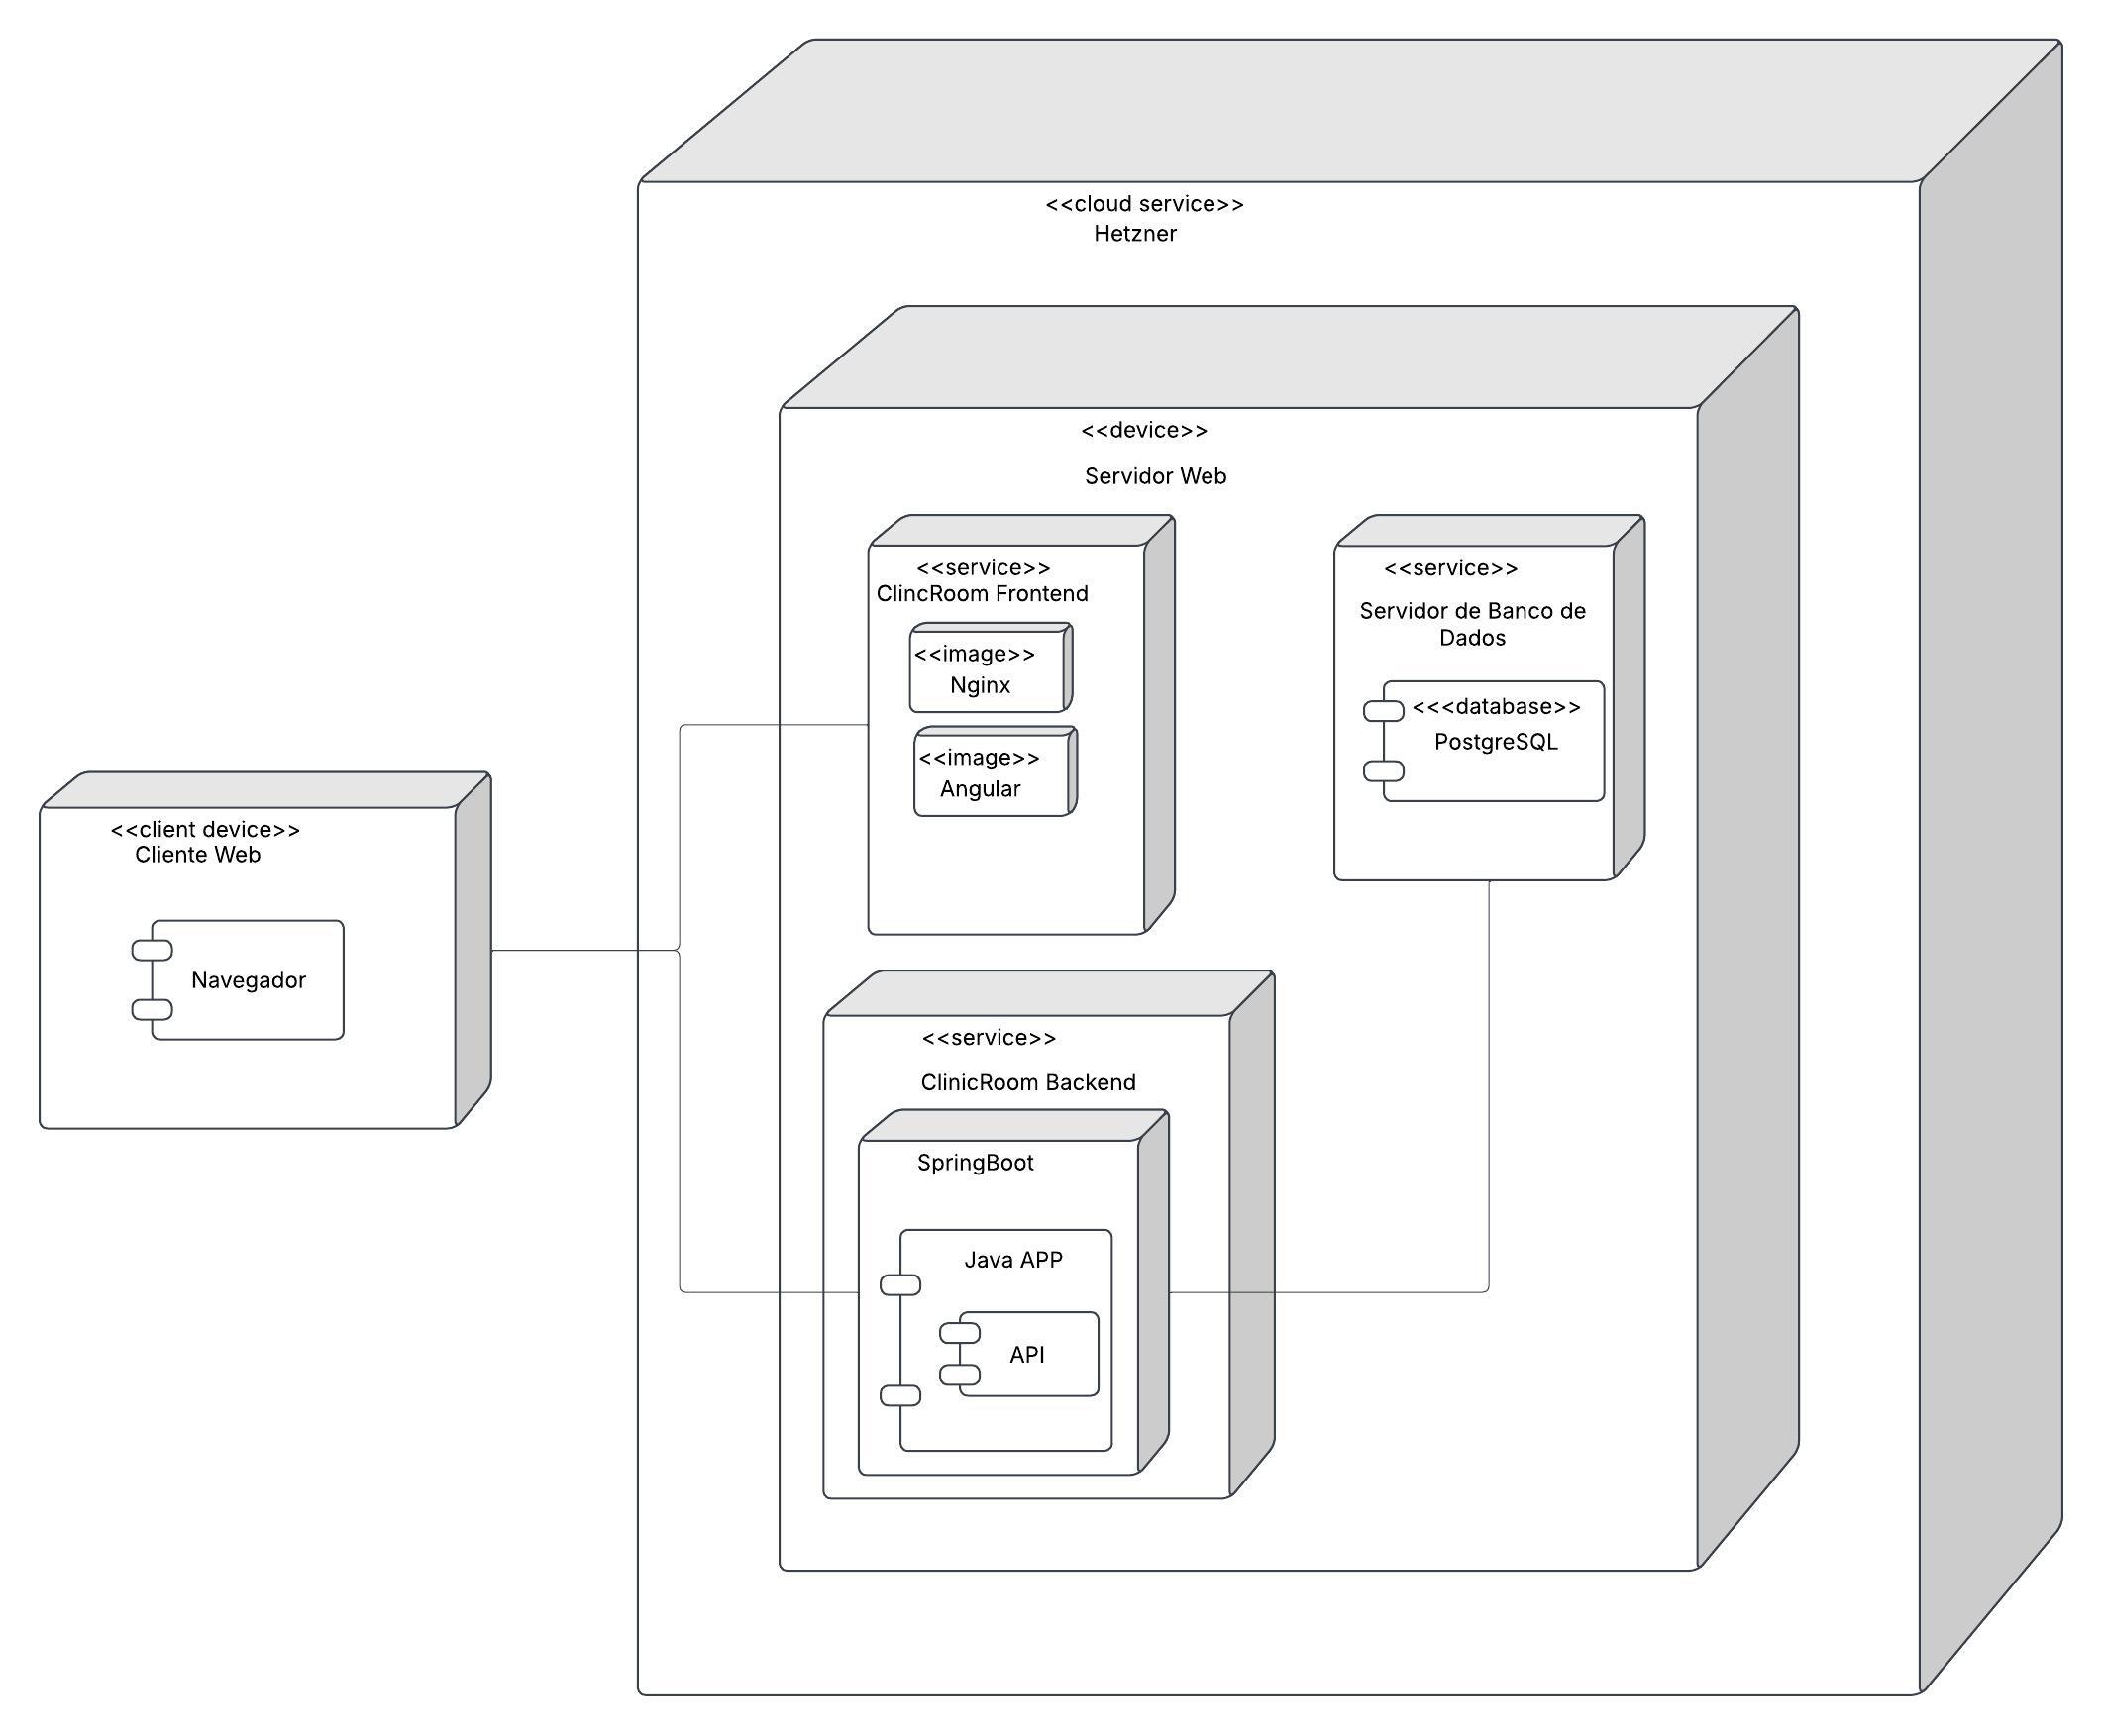 <<cloud service>>
Hetzner
<<device>>
Servidor Web
<<service>>
ClincRoom Frontend
<<image>>
Nginx
<<image>>
Angular
<<service>>
Servidor de Banco de
Dados
<<<database>>
PostgreSQL
<<client device>>
Cliente Web
Navegador
<<service>>
ClinicRoom Backend
SpringBoot
Java APP
API